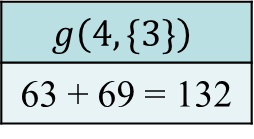 g(4,{3})
63 + 69 = 132